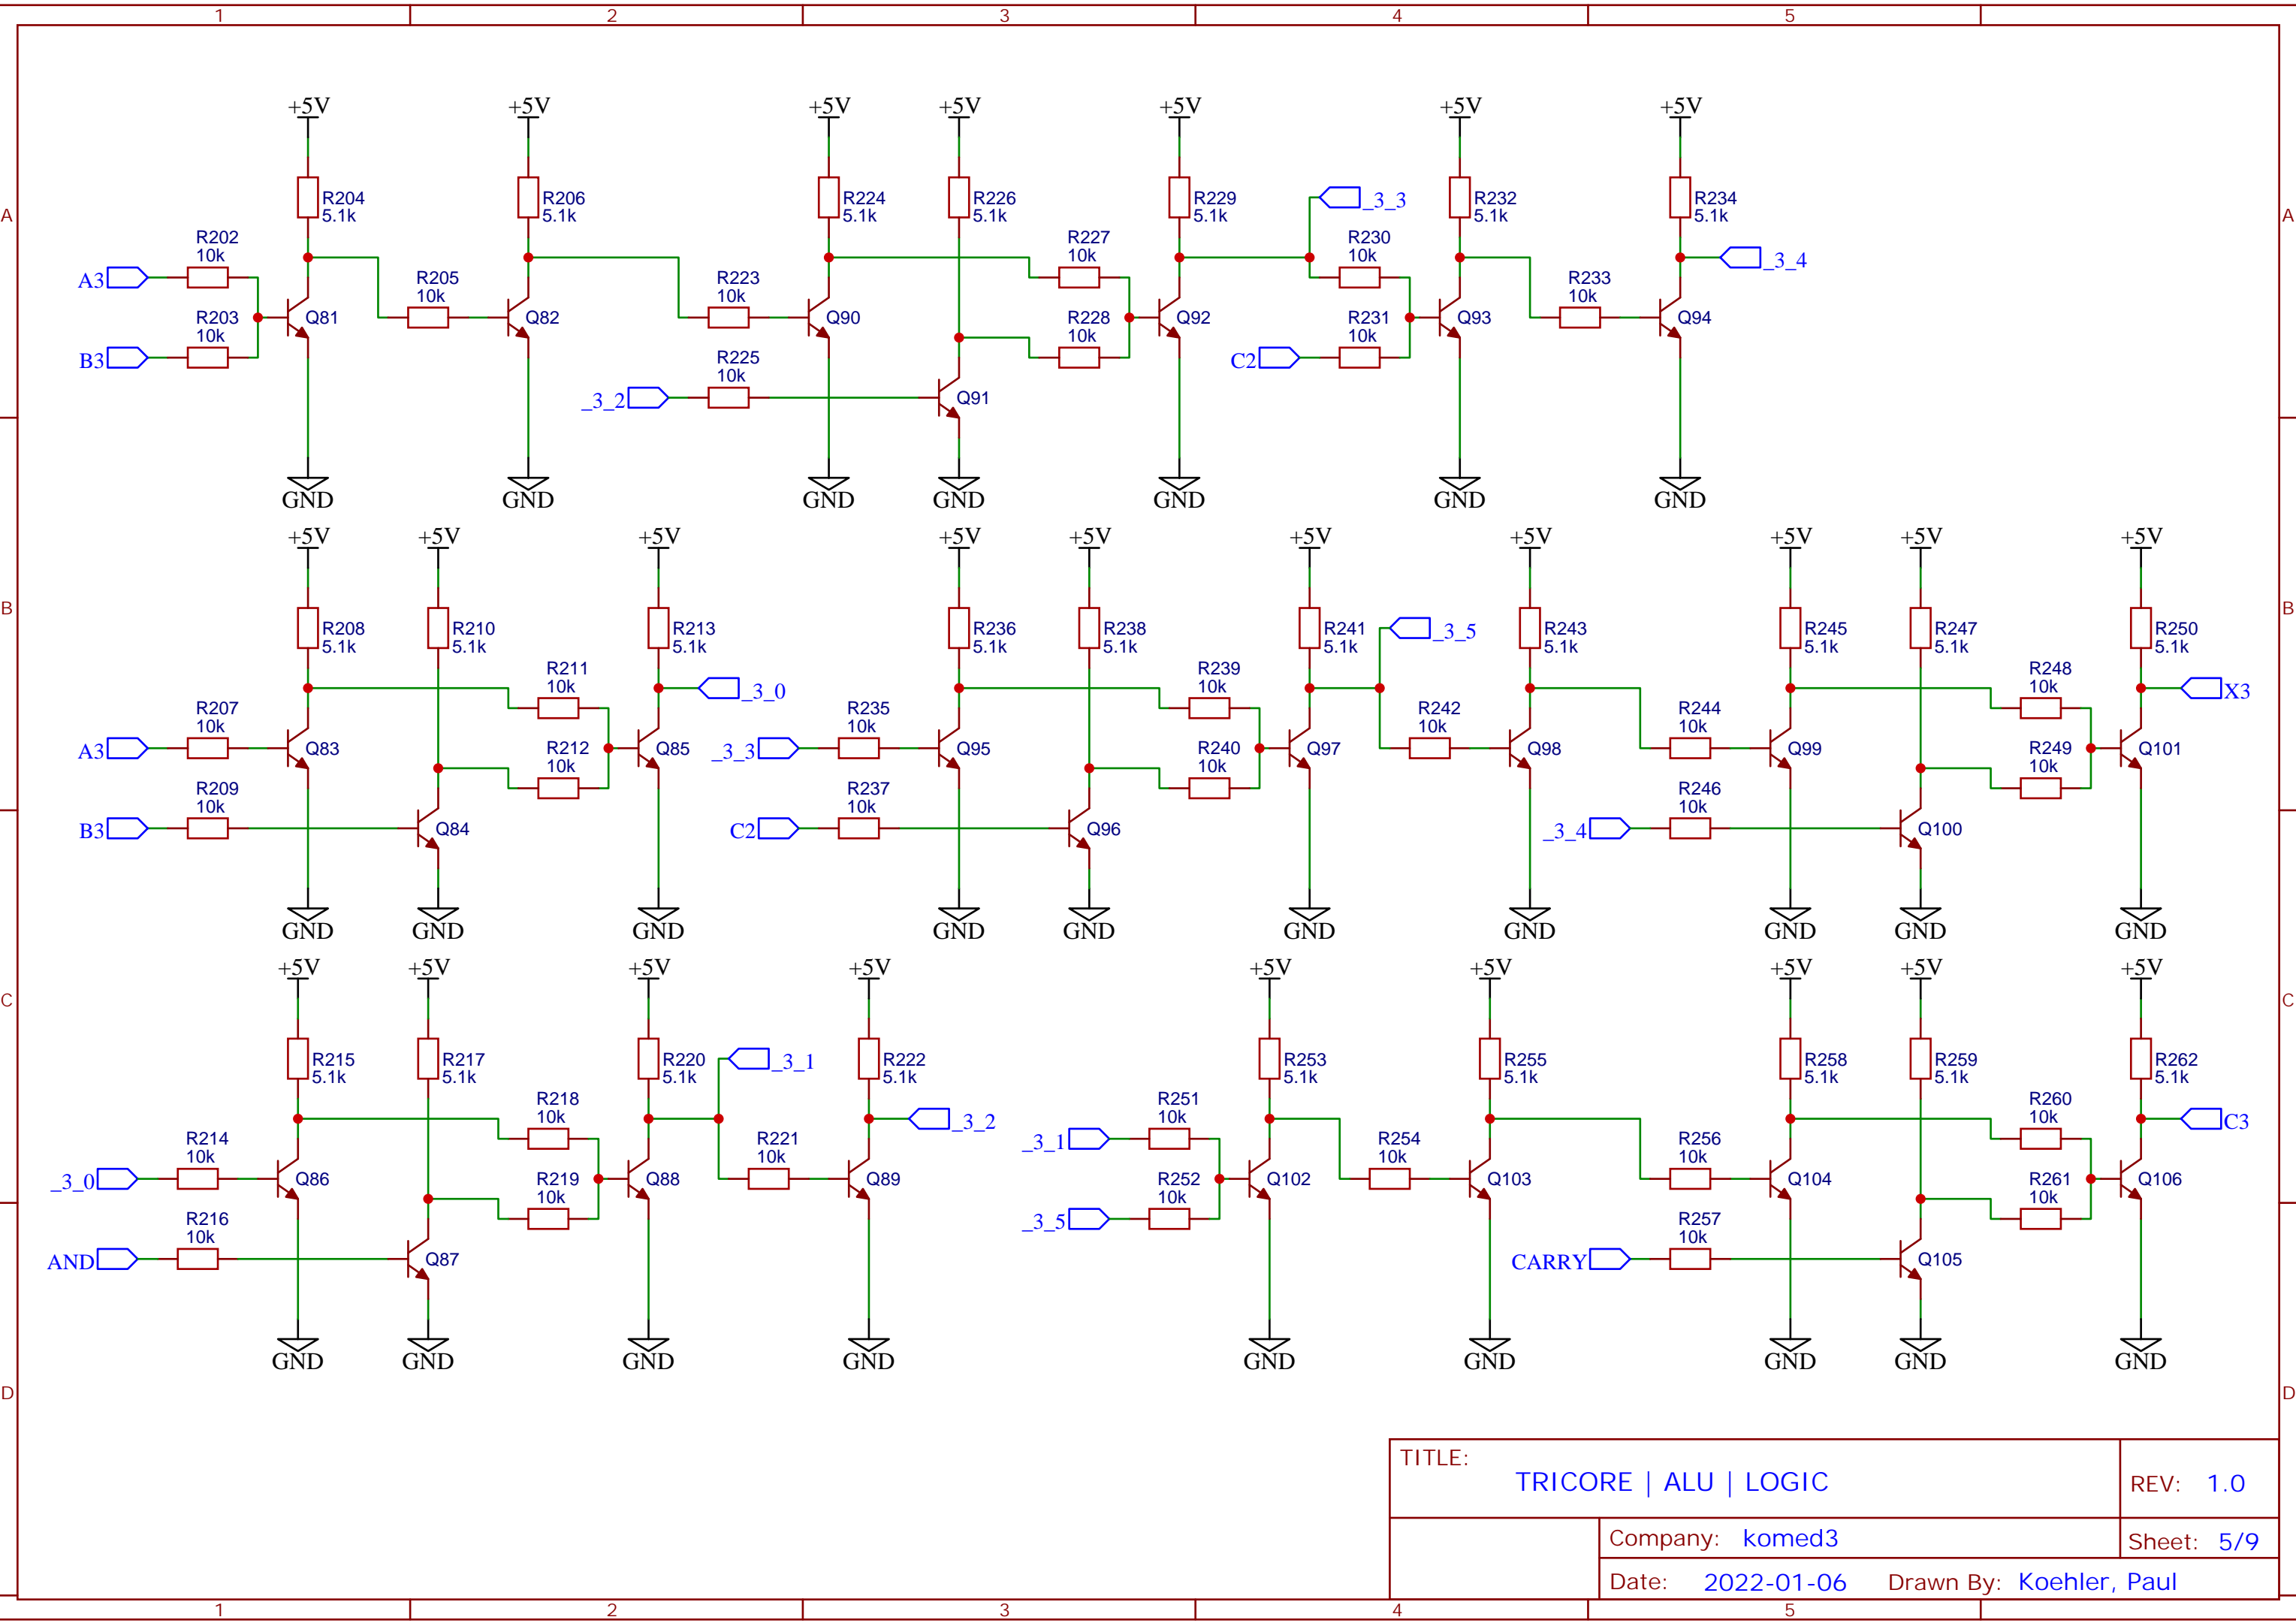 1 2 3 4 5
+5V +5V +5V +5V +5V +5V +5V
R204 R206 R224 R226 R229 _3_3 R232 R234
5.1k 5.1k 5.1k 5.1k 5.1k 5.1k 5.1k
A A
R202 R227 R230
10k 10k 10k
_3_4
A3 R205 R223 R233
10k 10k 10k
R203 Q81 Q82 Q90 R228 Q92 R231 Q93 Q94
10k 10k 10k
B3 R225 C2
10k
_3_2 Q91
GND GND GND GND GND GND GND
+5V +5V +5V +5V +5V +5V +5V +5V +5V +5V
B B
R208 R210 R213 R236 R238 R241 _3_5 R243 R245 R247 R250
5.1k 5.1k 5.1k 5.1k 5.1k 5.1k 5.1k 5.1k 5.1k 5.1k
R211 R239 R248
10k 10k 10k
_3_0 X3
R207 R235 R242 R244
10k 10k 10k 10k
A3 Q83 R212 Q85 _3_3 Q95 R240 Q97 Q98 Q99 R249 Q101
10k 10k 10k
R209 R237 R246
10k 10k 10k
B3 Q84 C2 Q96 _3_4 Q100
GND GND GND GND GND GND GND GND GND GND
+5V +5V +5V +5V +5V +5V +5V +5V +5V
C C
R215 R217 R220 _3_1 R222 R253 R255 R258 R259 R262
5.1k 5.1k 5.1k 5.1k 5.1k 5.1k 5.1k 5.1k 5.1k
R218 R251 R260
10k 10k 10k
_3_2 C3
R214 R221 _3_1 R254 R256
10k 10k 10k 10k
_3_0 Q86 R219 Q88 Q89 R252 Q102 Q103 Q104 R261 Q106
10k 10k 10k
R216 _3_5 R257
10k 10k
AND Q87 CARRY Q105
GND GND GND GND GND GND GND GND GND
D D
TITLE:
TRICORE | ALU | LOGIC
REV: 1.0
Company: komed3
Sheet: 5/9
Date: 2022-01-06 Drawn By: Koehler, Paul
1 2 3 4 5